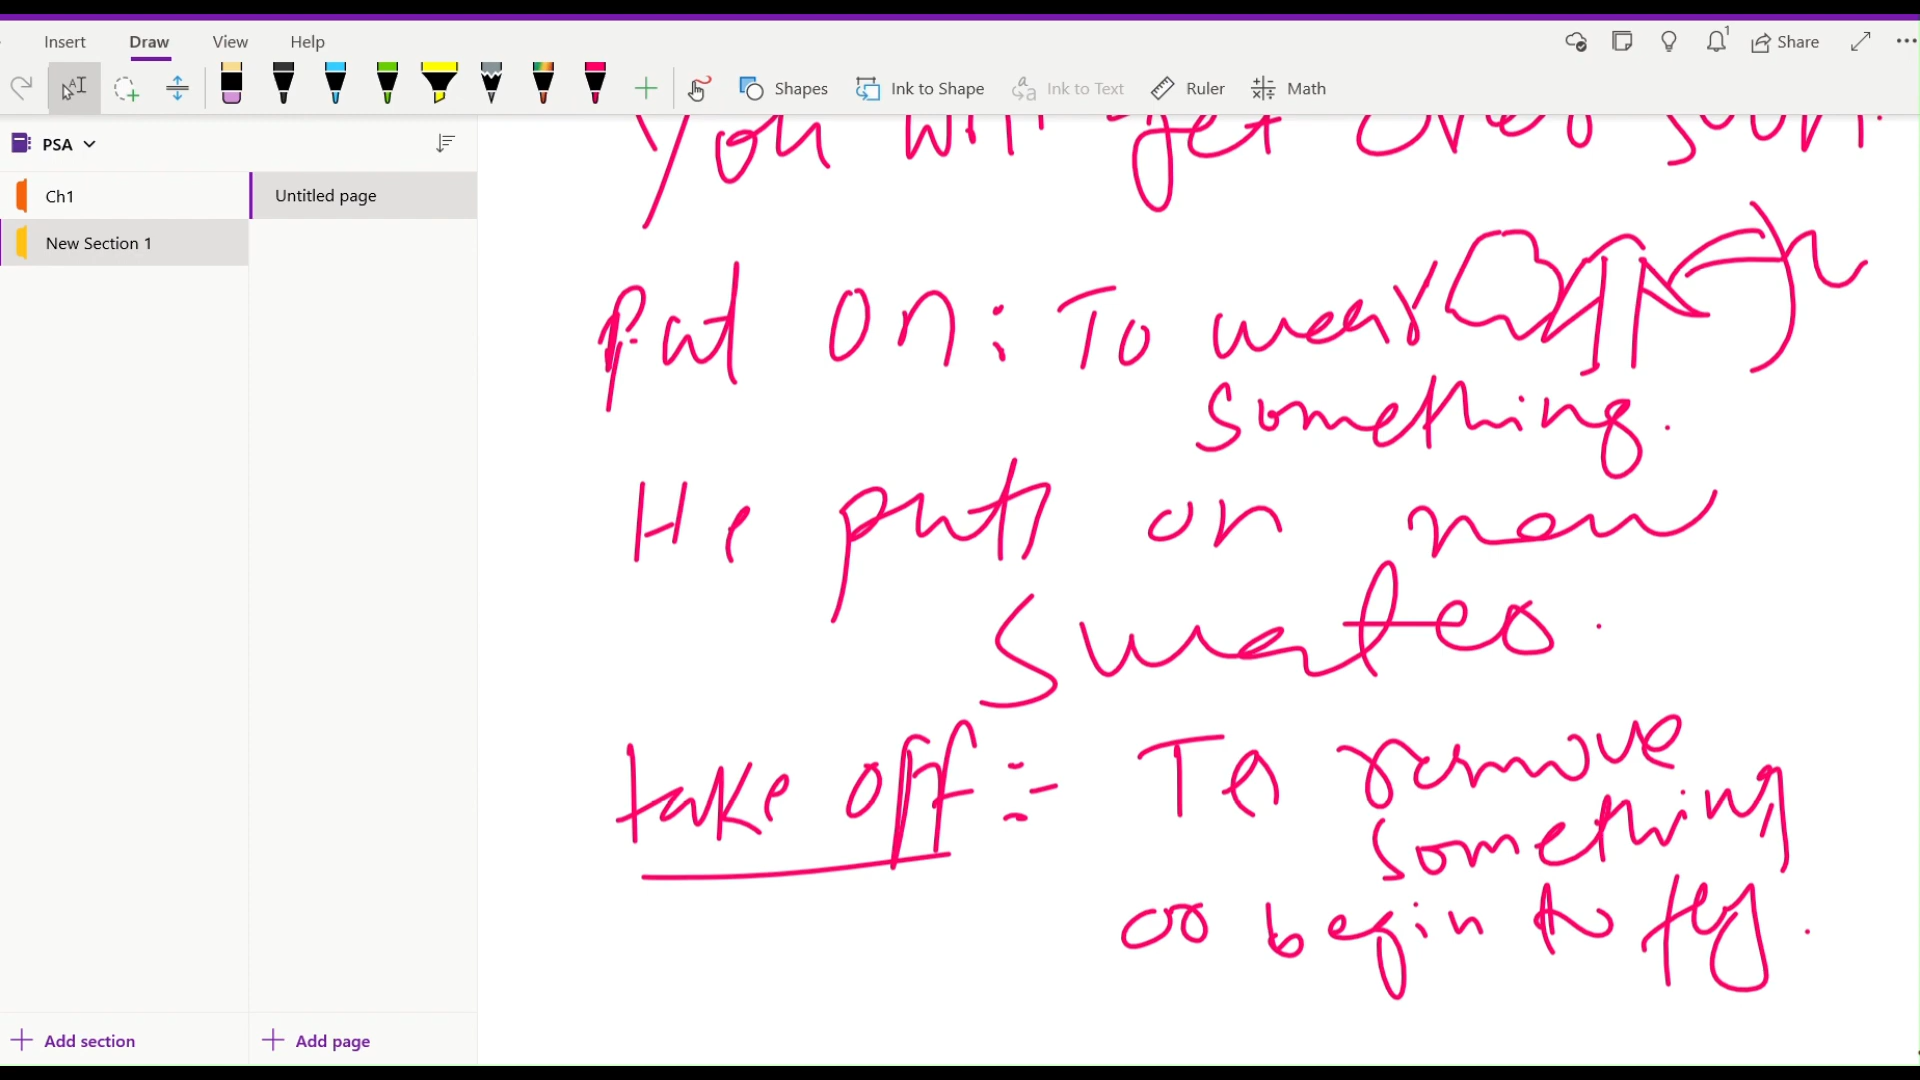 Insert Draw View Help
1
Share
Shapes Ink to Shape Ink to Text Ruler Math
PSA
Ch1
Untitled page
New Section 1
You will get over soon.
Put On : To wear
something.
He puts on new
Sweater.
take off :- To remove
something
or begin to fly.
Add section
Add page